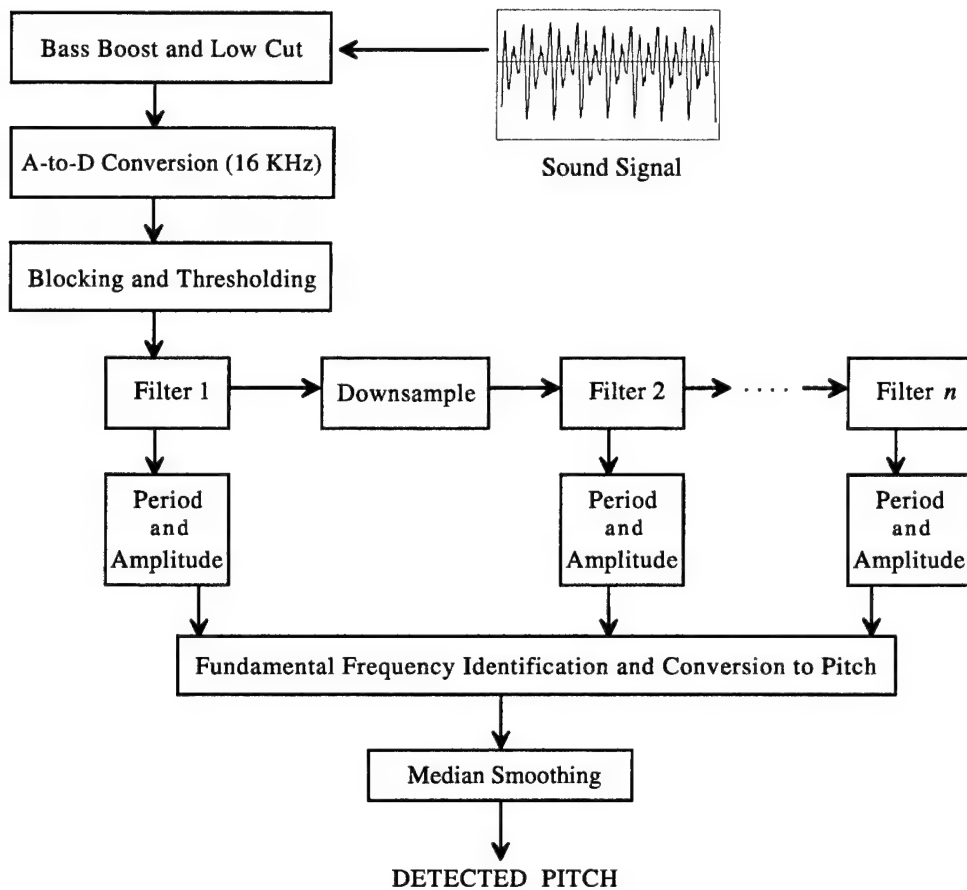 Bass Boost and Low Cut
Sound Signal
A-to-D Conversion (16 KHz)
Blocking and Thresholding
Filter 1
Downsample
Filter 2
....
Filter n
Period
and
Amplitude
Period
and
Amplitude
Period
and
Amplitude
Fundamental Frequency Identification and Conversion to Pitch
Median Smoothing
DETECTED PITCH